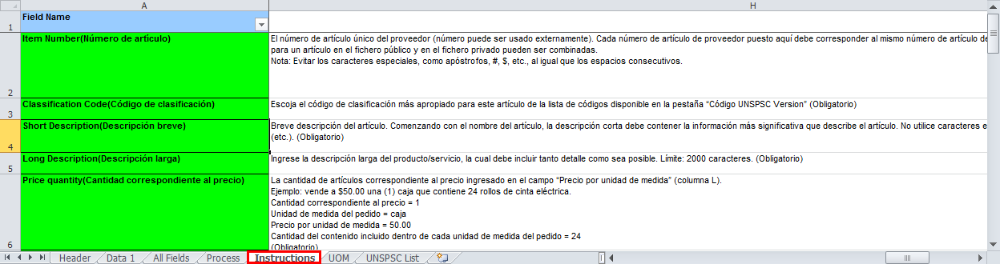 A H
1 Field Name
2 Item Number(Número de artículo) El número de artículo único del proveedor (número puede ser usado externamente). Cada número de artículo de proveedor puesto aquí debe corresponder al mismo número de artículo de
para un artículo en el fichero público y en el fichero privado pueden ser combinadas.
Nota: Evitar los caracteres especiales, como apóstrofos, #, $, etc., al igual que los espacios consecutivos.
3 Classification Code(Código de clasificación) Escoja el código de clasificación más apropiado para este artículo de la lista de códigos disponible en la pestaña “Código UNSPSC Version” (Obligatorio)
4 Short Description(Descripción breve) Breve descripción del artículo. Comenzando con el nombre del artículo, la descripción corta debe contener la información más significativa que describe el artículo. No utilice caracteres e
(etc.). (Obligatorio)
5 Long Description(Descripción larga) Ingrese la descripción larga del producto/servicio, la cual debe incluir tanto detalle como sea posible. Límite: 2000 caracteres. (Obligatorio)
6 Price quantity(Cantidad correspondiente al precio) La cantidad de artículos correspondiente al precio ingresado en el campo “Precio por unidad de medida” (columna L).
Ejemplo: vende a $50.00 una (1) caja que contiene 24 rollos de cinta eléctrica.
Cantidad correspondiente al precio = 1
Unidad de medida del pedido = caja
Precio por unidad de medida = 50.00
Cantidad del contenido incluido dentro de cada unidad de medida del pedido = 24
(Obligatorio)
Header Data 1 All Fields Process Instructions UOM UNSPSC List